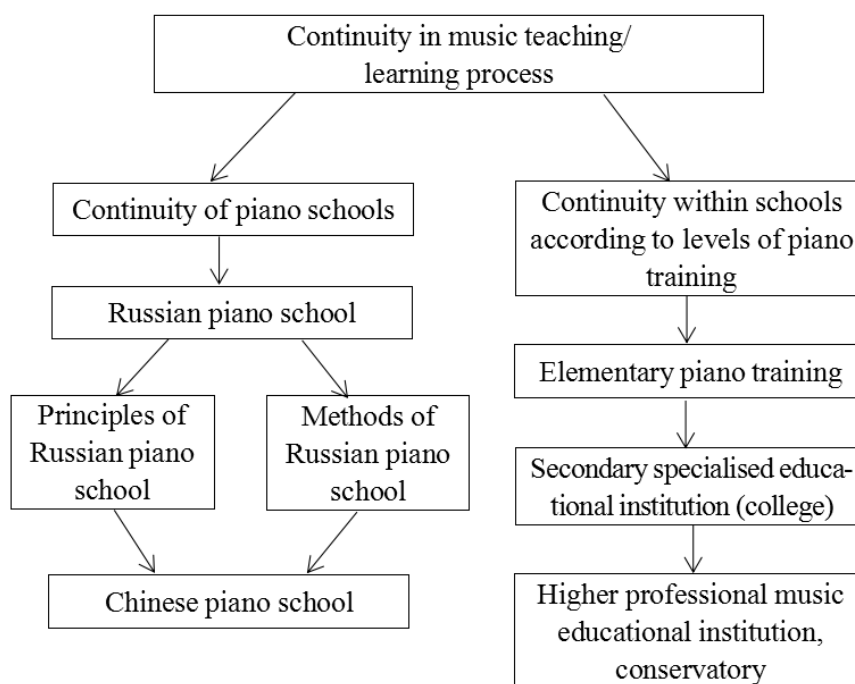 Continuity in music teaching/
learning process
Continuity of piano schools
Russian piano school
Principles of
Russian piano
school
Methods of
Russian piano
school
Chinese piano school
Continuity within schools
according to levels of piano
training
Elementary piano training
Secondary specialised educa-
tional institution (college)
Higher professional music
educational institution,
conservatory